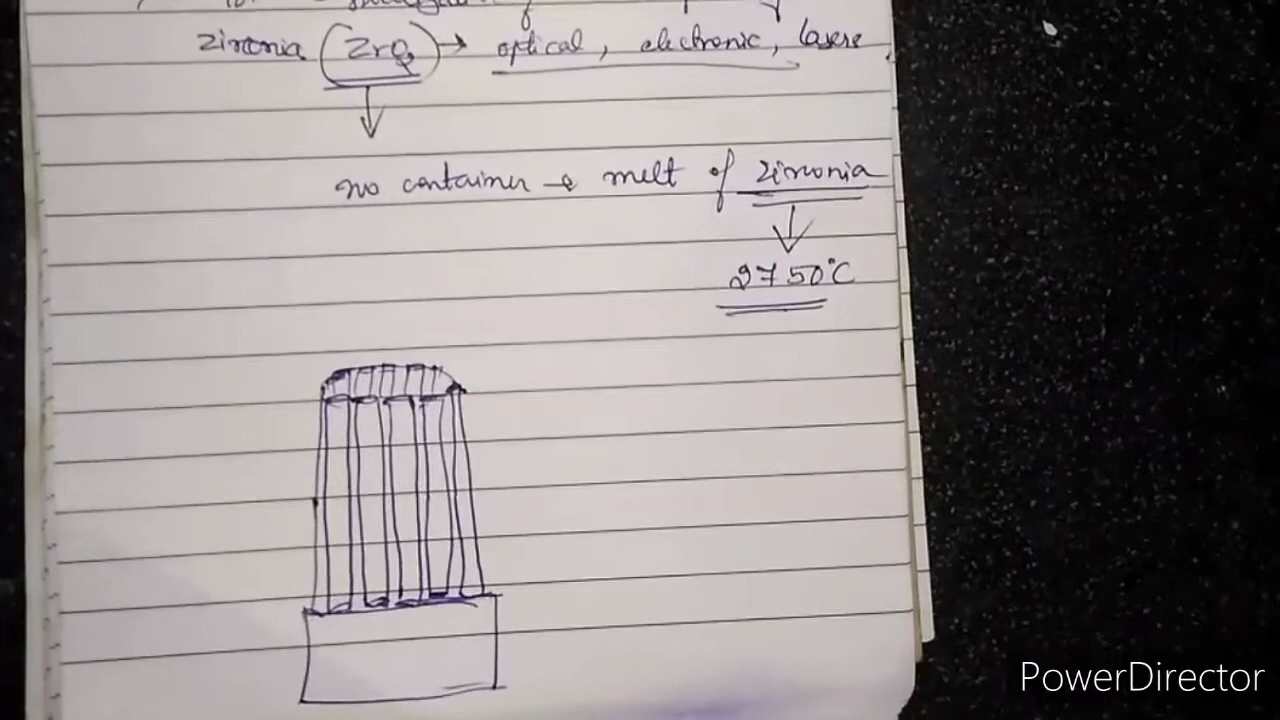 zirconia (ZrO₂) → optical, electronic, lasers,
no container → melt of zirconia
2750°C
PowerDirector